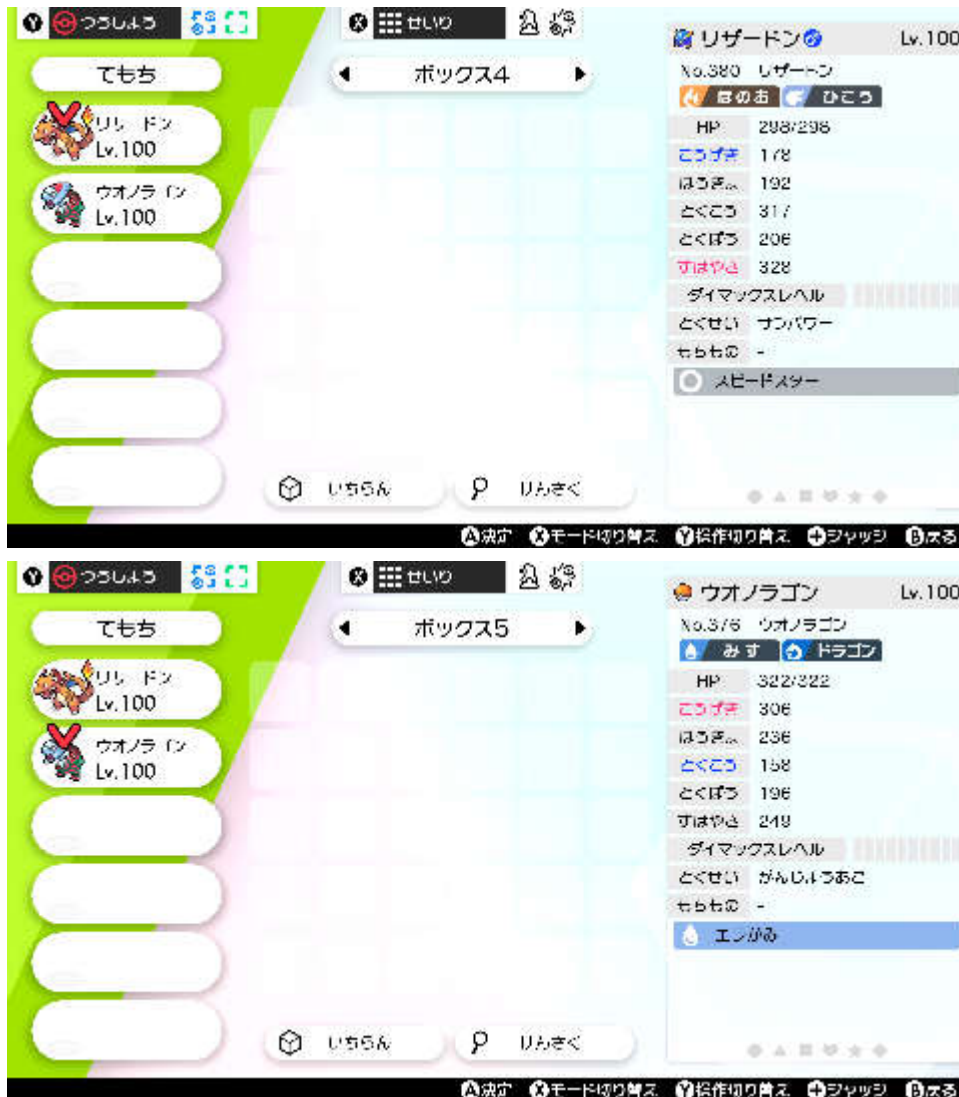 Y つうじょう X せいり
てもち
リザードン
Lv.100
ウオノラゴン
Lv.100
ボックス4
いちらん けんさく
リザードン Lv.100
No.380 リザードン
ほのお ひこう
HP 298/298
こうげき 178
ぼうぎょ 192
とくこう 317
とくぼう 206
すばやさ 328
ダイマックスレベル
とくせい サンパワー
もちもの -
スピードスター
A決定 Xモード切り替え Y操作切り替え +ジャッジ B戻る
Y つうじょう X せいり
てもち
リザードン
Lv.100
ウオノラゴン
Lv.100
ボックス5
いちらん けんさく
ウオノラゴン Lv.100
No.376 ウオノラゴン
みず ドラゴン
HP 322/322
こうげき 306
ぼうぎょ 236
とくこう 158
とくぼう 196
すばやさ 249
ダイマックスレベル
とくせい がんじょうあご
もちもの -
エラがみ
A決定 Xモード切り替え Y操作切り替え +ジャッジ B戻る